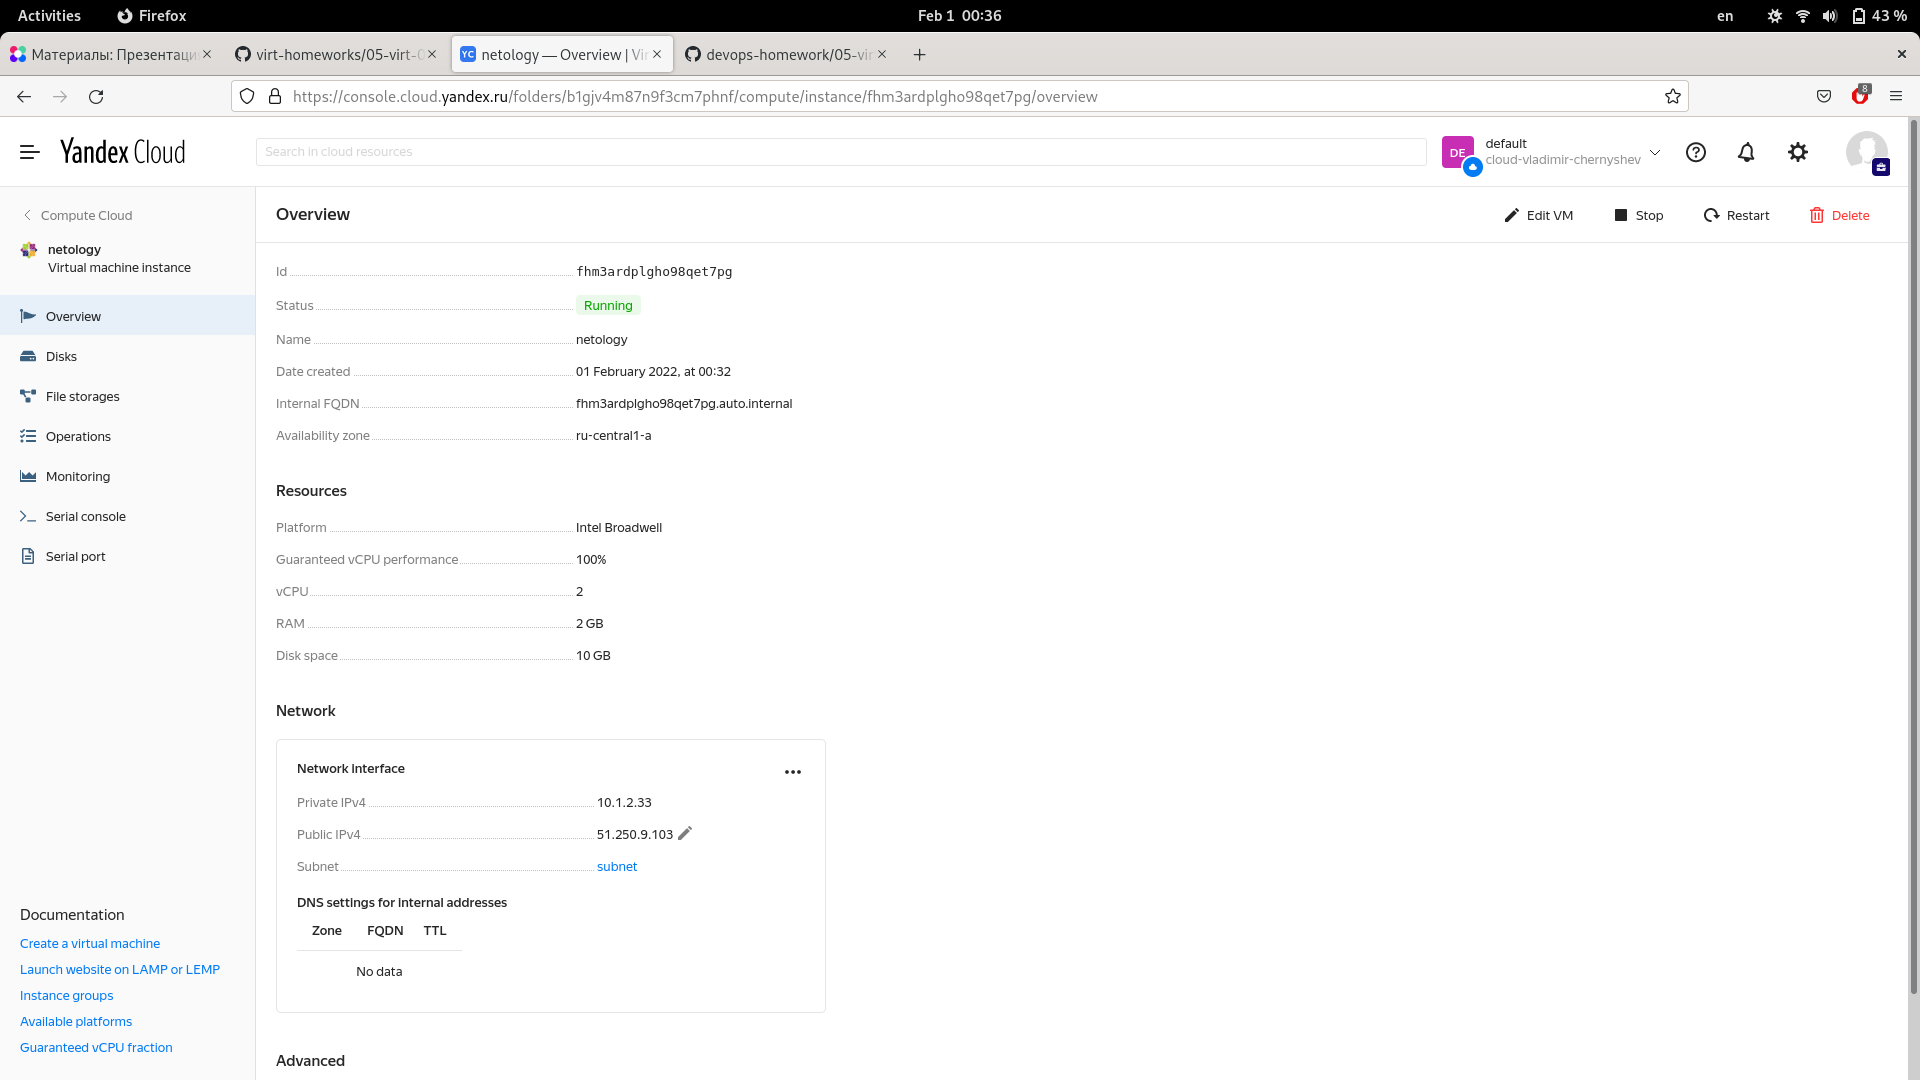 Activities
Firefox
Feb 1 00:36
en
43 %
Материалы: Презентаци
virt-homeworks/05-virt-0
YC netology — Overview | Vir
devops-homework/05-vir
https://console.cloud.yandex.ru/folders/b1gjv4m87n9f3cm7phnf/compute/instance/fhm3ardplgho98qet7pg/overview
8
Yandex Cloud
Search in cloud resources
DE
default
cloud-vladimir-chernyshev
Compute Cloud
netology
Virtual machine instance
Overview
Disks
File storages
Operations
Monitoring
Serial console
Serial port
Documentation
Create a virtual machine
Launch website on LAMP or LEMP
Instance groups
Available platforms
Guaranteed vCPU fraction
Overview
Edit VM
Stop
Restart
Delete
Id fhm3ardplgho98qet7pg
Status Running
Name netology
Date created 01 February 2022, at 00:32
Internal FQDN fhm3ardplgho98qet7pg.auto.internal
Availability zone ru-central1-a
Resources
Platform Intel Broadwell
Guaranteed vCPU performance 100%
vCPU 2
RAM 2 GB
Disk space 10 GB
Network
Network interface
Private IPv4 10.1.2.33
Public IPv4 51.250.9.103
Subnet subnet
DNS settings for internal addresses
Zone FQDN TTL
No data
Advanced